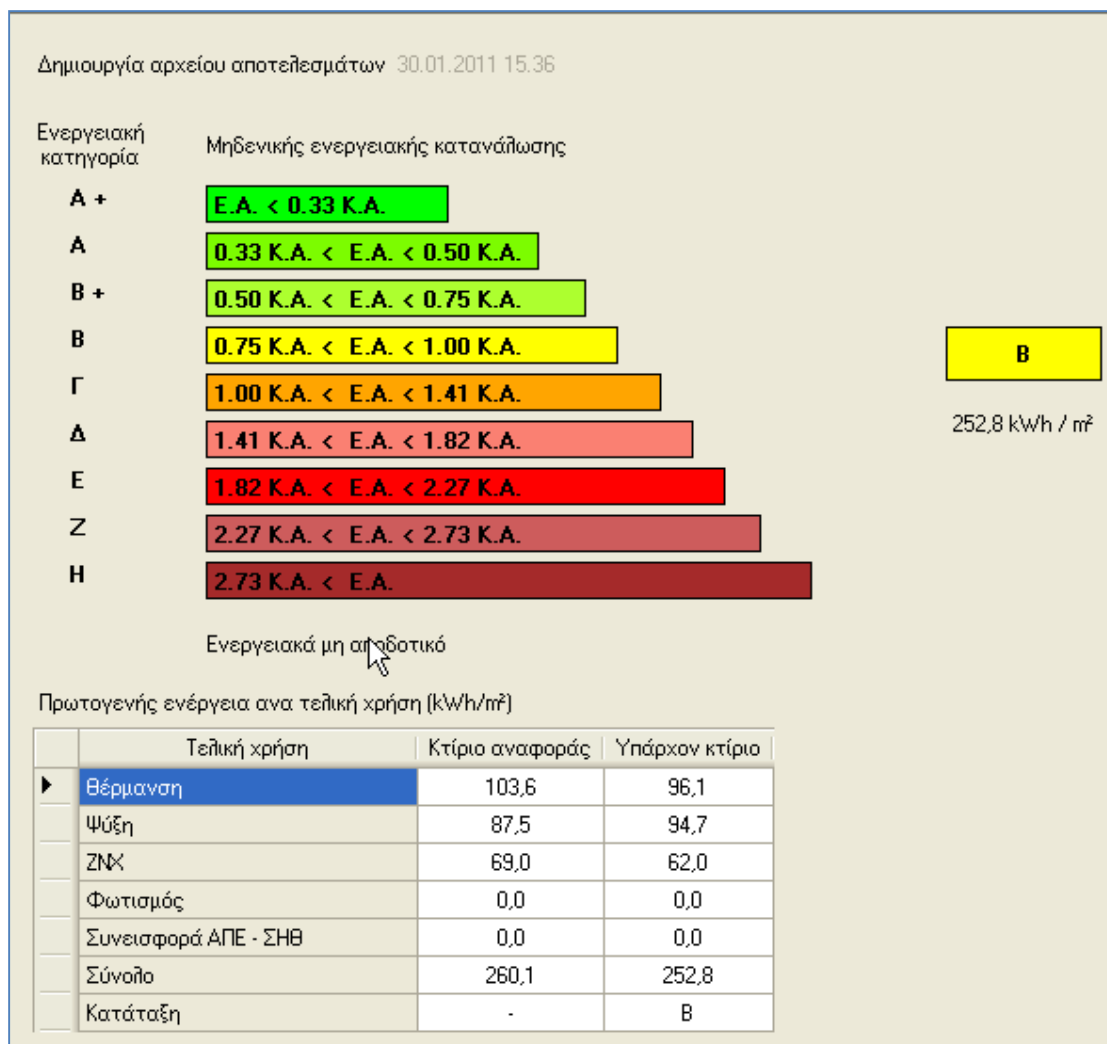 Δημιουργία αρχείου αποτελεσμάτων 30.01.2011 15.36
Ενεργειακή κατηγορία
Μηδενικής ενεργειακής κατανάλωσης
Α + Ε.Α. < 0.33 Κ.Α.
Α 0.33 Κ.Α. < Ε.Α. < 0.50 Κ.Α.
Β + 0.50 Κ.Α. < Ε.Α. < 0.75 Κ.Α.
Β 0.75 Κ.Α. < Ε.Α. < 1.00 Κ.Α.
Β
Γ 1.00 Κ.Α. < Ε.Α. < 1.41 Κ.Α.
252,8 kWh / m²
Δ 1.41 Κ.Α. < Ε.Α. < 1.82 Κ.Α.
Ε 1.82 Κ.Α. < Ε.Α. < 2.27 Κ.Α.
Ζ 2.27 Κ.Α. < Ε.Α. < 2.73 Κ.Α.
Η 2.73 Κ.Α. < Ε.Α.
Ενεργειακά μη αποδοτικό
Πρωτογενής ενέργεια ανα τελική χρήση (kWh/m²)
Τελική χρήση Κτίριο αναφοράς Υπάρχον κτίριο
Θέρμανση 103,6 96,1
Ψύξη 87,5 94,7
ΖΝΧ 69,0 62,0
Φωτισμός 0,0 0,0
Συνεισφορά ΑΠΕ - ΣΗΘ 0,0 0,0
Σύνολο 260,1 252,8
Κατάταξη - Β